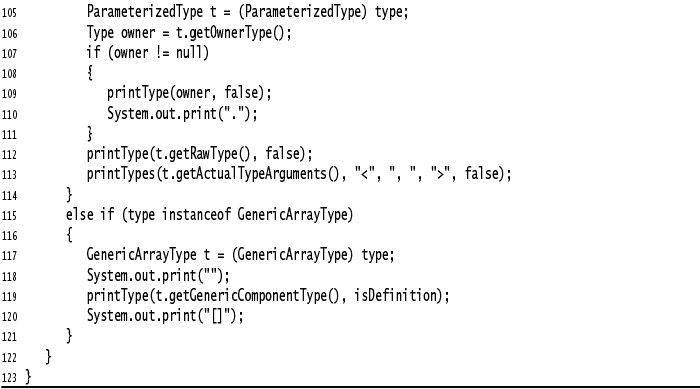 105 ParameterizedType t = (ParameterizedType) type;
106 Type owner = t.getOwnerType();
107 if (owner != null)
108 {
109 printType(owner, false);
110 System.out.print(".");
111 }
112 printType(t.getRawType(), false);
113 printTypes(t.getActualTypeArguments(), "<", ", ", ">", false);
114 }
115 else if (type instanceof GenericArrayType)
116 {
117 GenericArrayType t = (GenericArrayType) type;
118 System.out.print("");
119 printType(t.getGenericComponentType(), isDefinition);
120 System.out.print("[]");
121 }
122 }
123 }